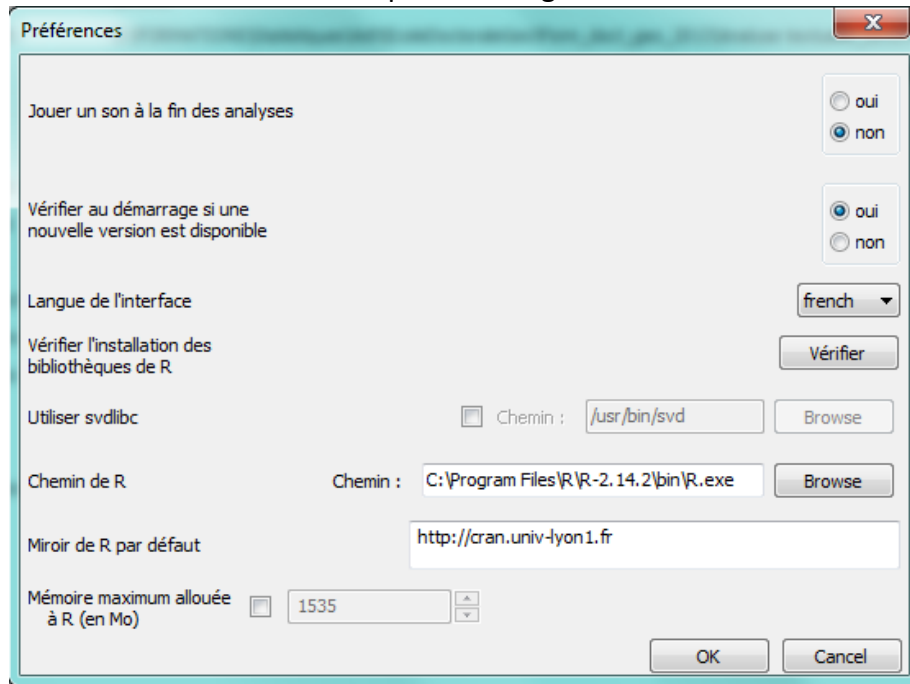 Préférences
Jouer un son à la fin des analyses
oui
non
Vérifier au démarrage si une
nouvelle version est disponible
oui
non
Langue de l'interface
french
Vérifier l'installation des
bibliothèques de R
Vérifier
Utiliser svdlibc
Chemin :
/usr/bin/svd
Browse
Chemin de R
Chemin :
C:\Program Files\R\R-2.14.2\bin\R.exe
Browse
Miroir de R par défaut
http://cran.univ-lyon1.fr
Mémoire maximum allouée
à R (en Mo)
1535
OK
Cancel